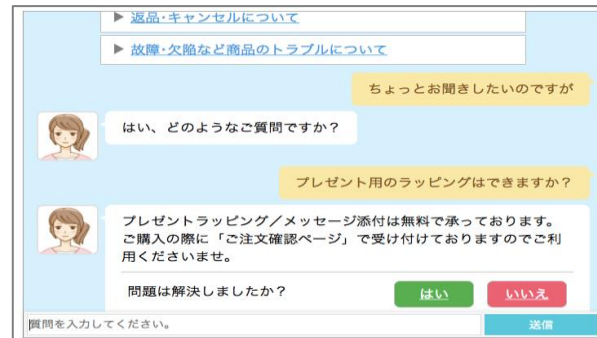 ▶ 返品・キャンセルについて
▶ 故障・欠陥など商品のトラブルについて
ちょっとお聞きしたいのですが
はい、どのようなご質問ですか？
プレゼント用のラッピングはできますか？
プレゼントラッピング／メッセージ添付は無料で承っております。
ご購入の際に「ご注文確認ページ」で受け付けておりますのでご利
用くださいませ。
問題は解決しましたか？ はい いいえ
質問を入力してください。 送信